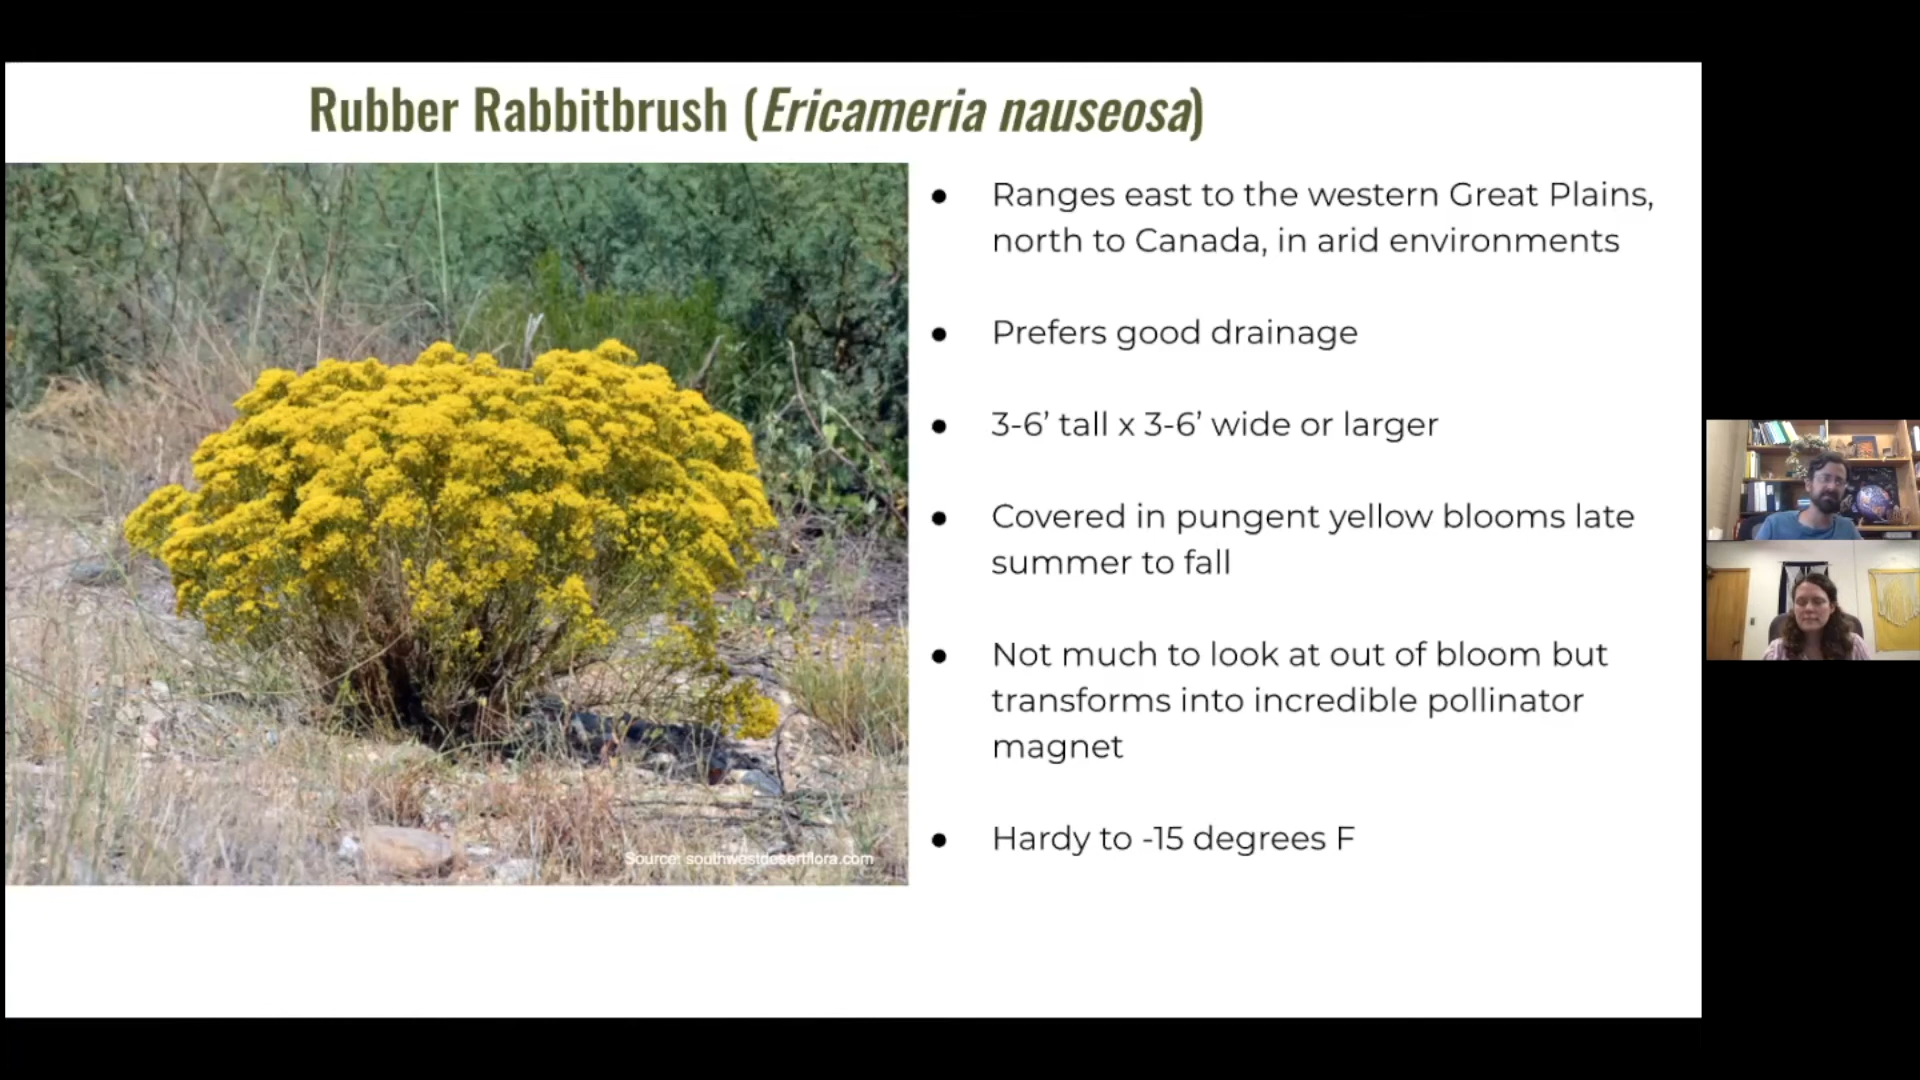 Rubber Rabbitbrush (Ericameria nauseosa)
● Ranges east to the western Great Plains,
north to Canada, in arid environments
● Prefers good drainage
● 3-6’ tall x 3-6’ wide or larger
● Covered in pungent yellow blooms late
summer to fall
● Not much to look at out of bloom but
transforms into incredible pollinator
magnet
● Hardy to -15 degrees F
Source: southwestdesertflora.com